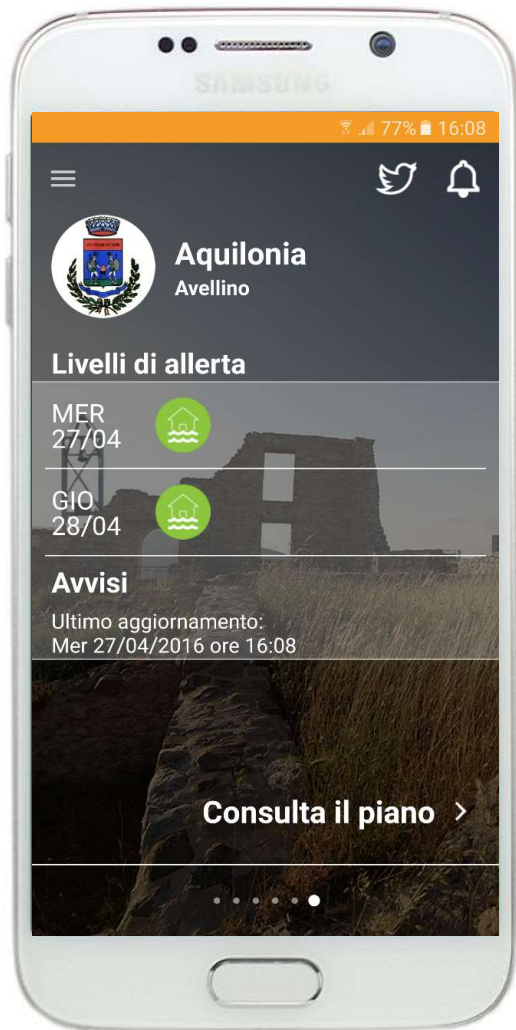 SAMSUNG
77% 16:08
Aquilonia
Avellino
Livelli di allerta
MER
27/04
GIO
28/04
Avvisi
Ultimo aggiornamento:
Mer 27/04/2016 ore 16:08
Consulta il piano